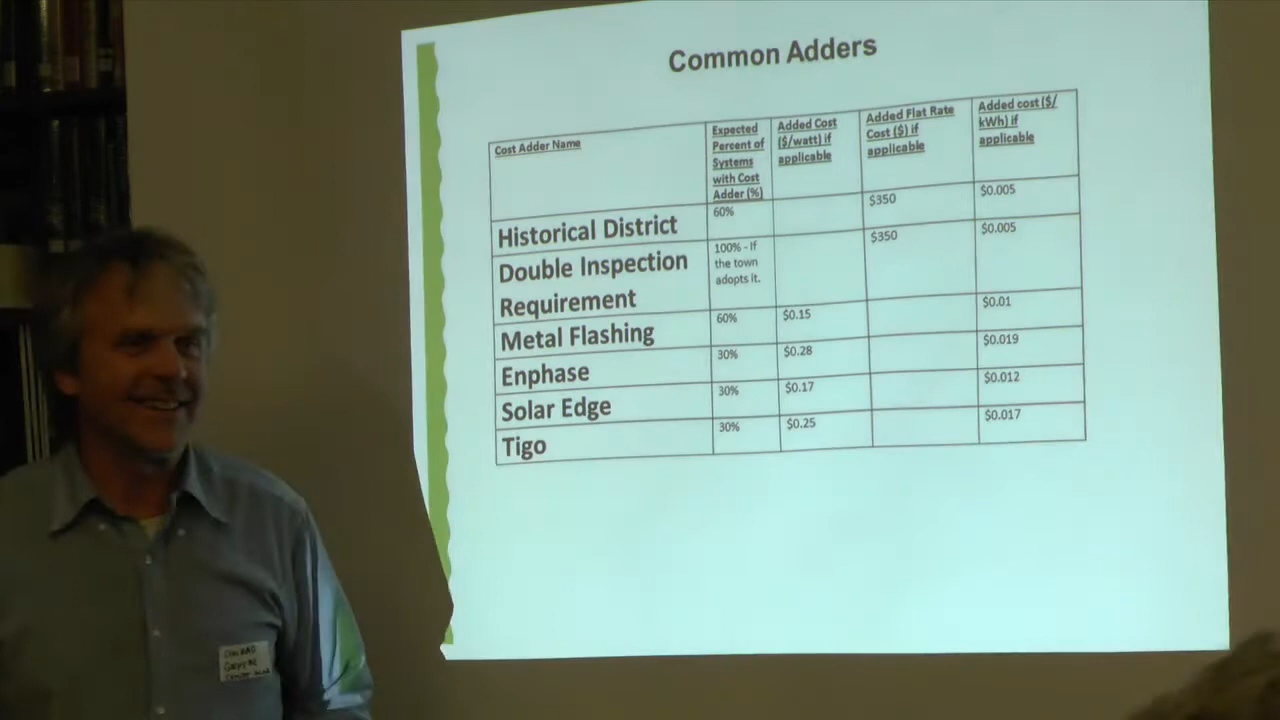 Common Adders
Cost Adder Name
Expected
Percent of
Systems
with Cost
Adder (%)
Added Cost
($/watt) if
applicable
Added Flat Rate
Cost ($) if
applicable
Added cost ($/
kWh) if
applicable
Historical District
60%
$350
$0.005
Double Inspection
Requirement
100% - If
the town
adopts it.
$350
$0.005
Metal Flashing
60%
$0.15
$0.01
Enphase
30%
$0.28
$0.019
Solar Edge
30%
$0.17
$0.012
Tigo
30%
$0.25
$0.017